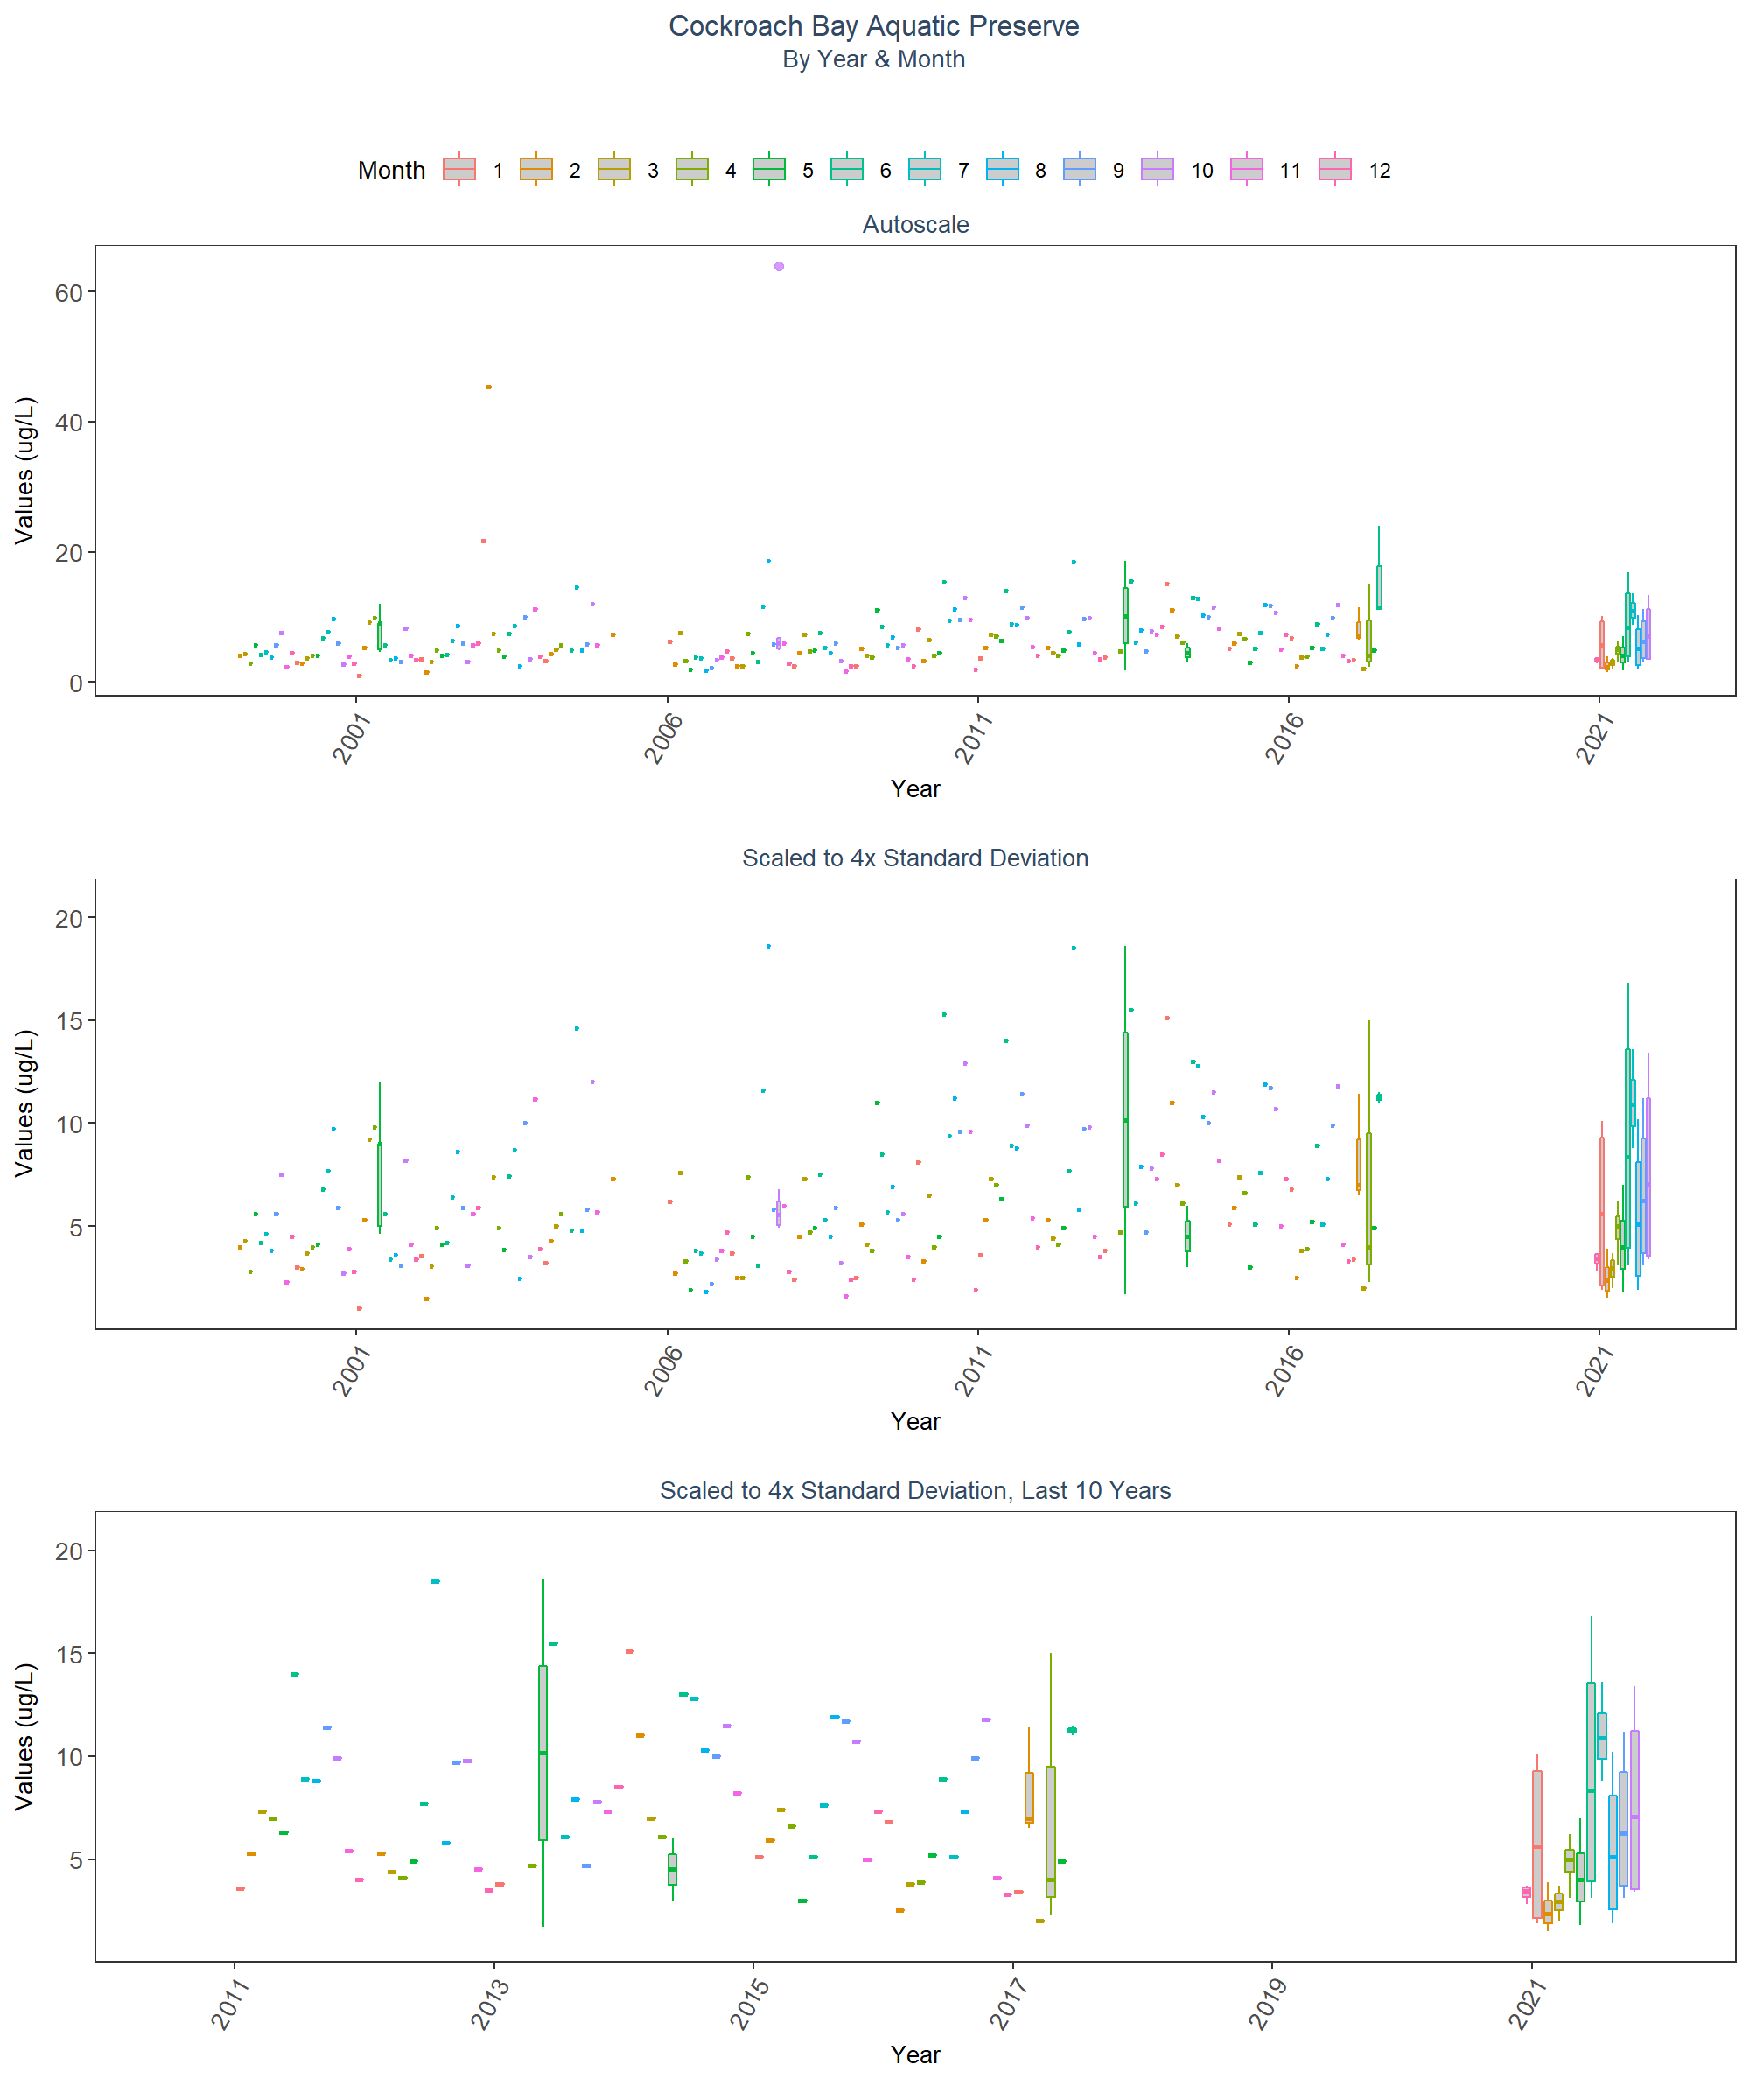 Cockroach Bay Aquatic Preserve
By Year & Month
Month 1 2 3 4 5 6 7 8 9 10 11 12
Autoscale
Values (ug/L)
60
40
20
0
2001 2006 2011 2016 2021
Year
Scaled to 4x Standard Deviation
Values (ug/L)
20
15
10
5
2001 2006 2011 2016 2021
Year
Scaled to 4x Standard Deviation, Last 10 Years
Values (ug/L)
20
15
10
5
2011 2013 2015 2017 2019 2021
Year